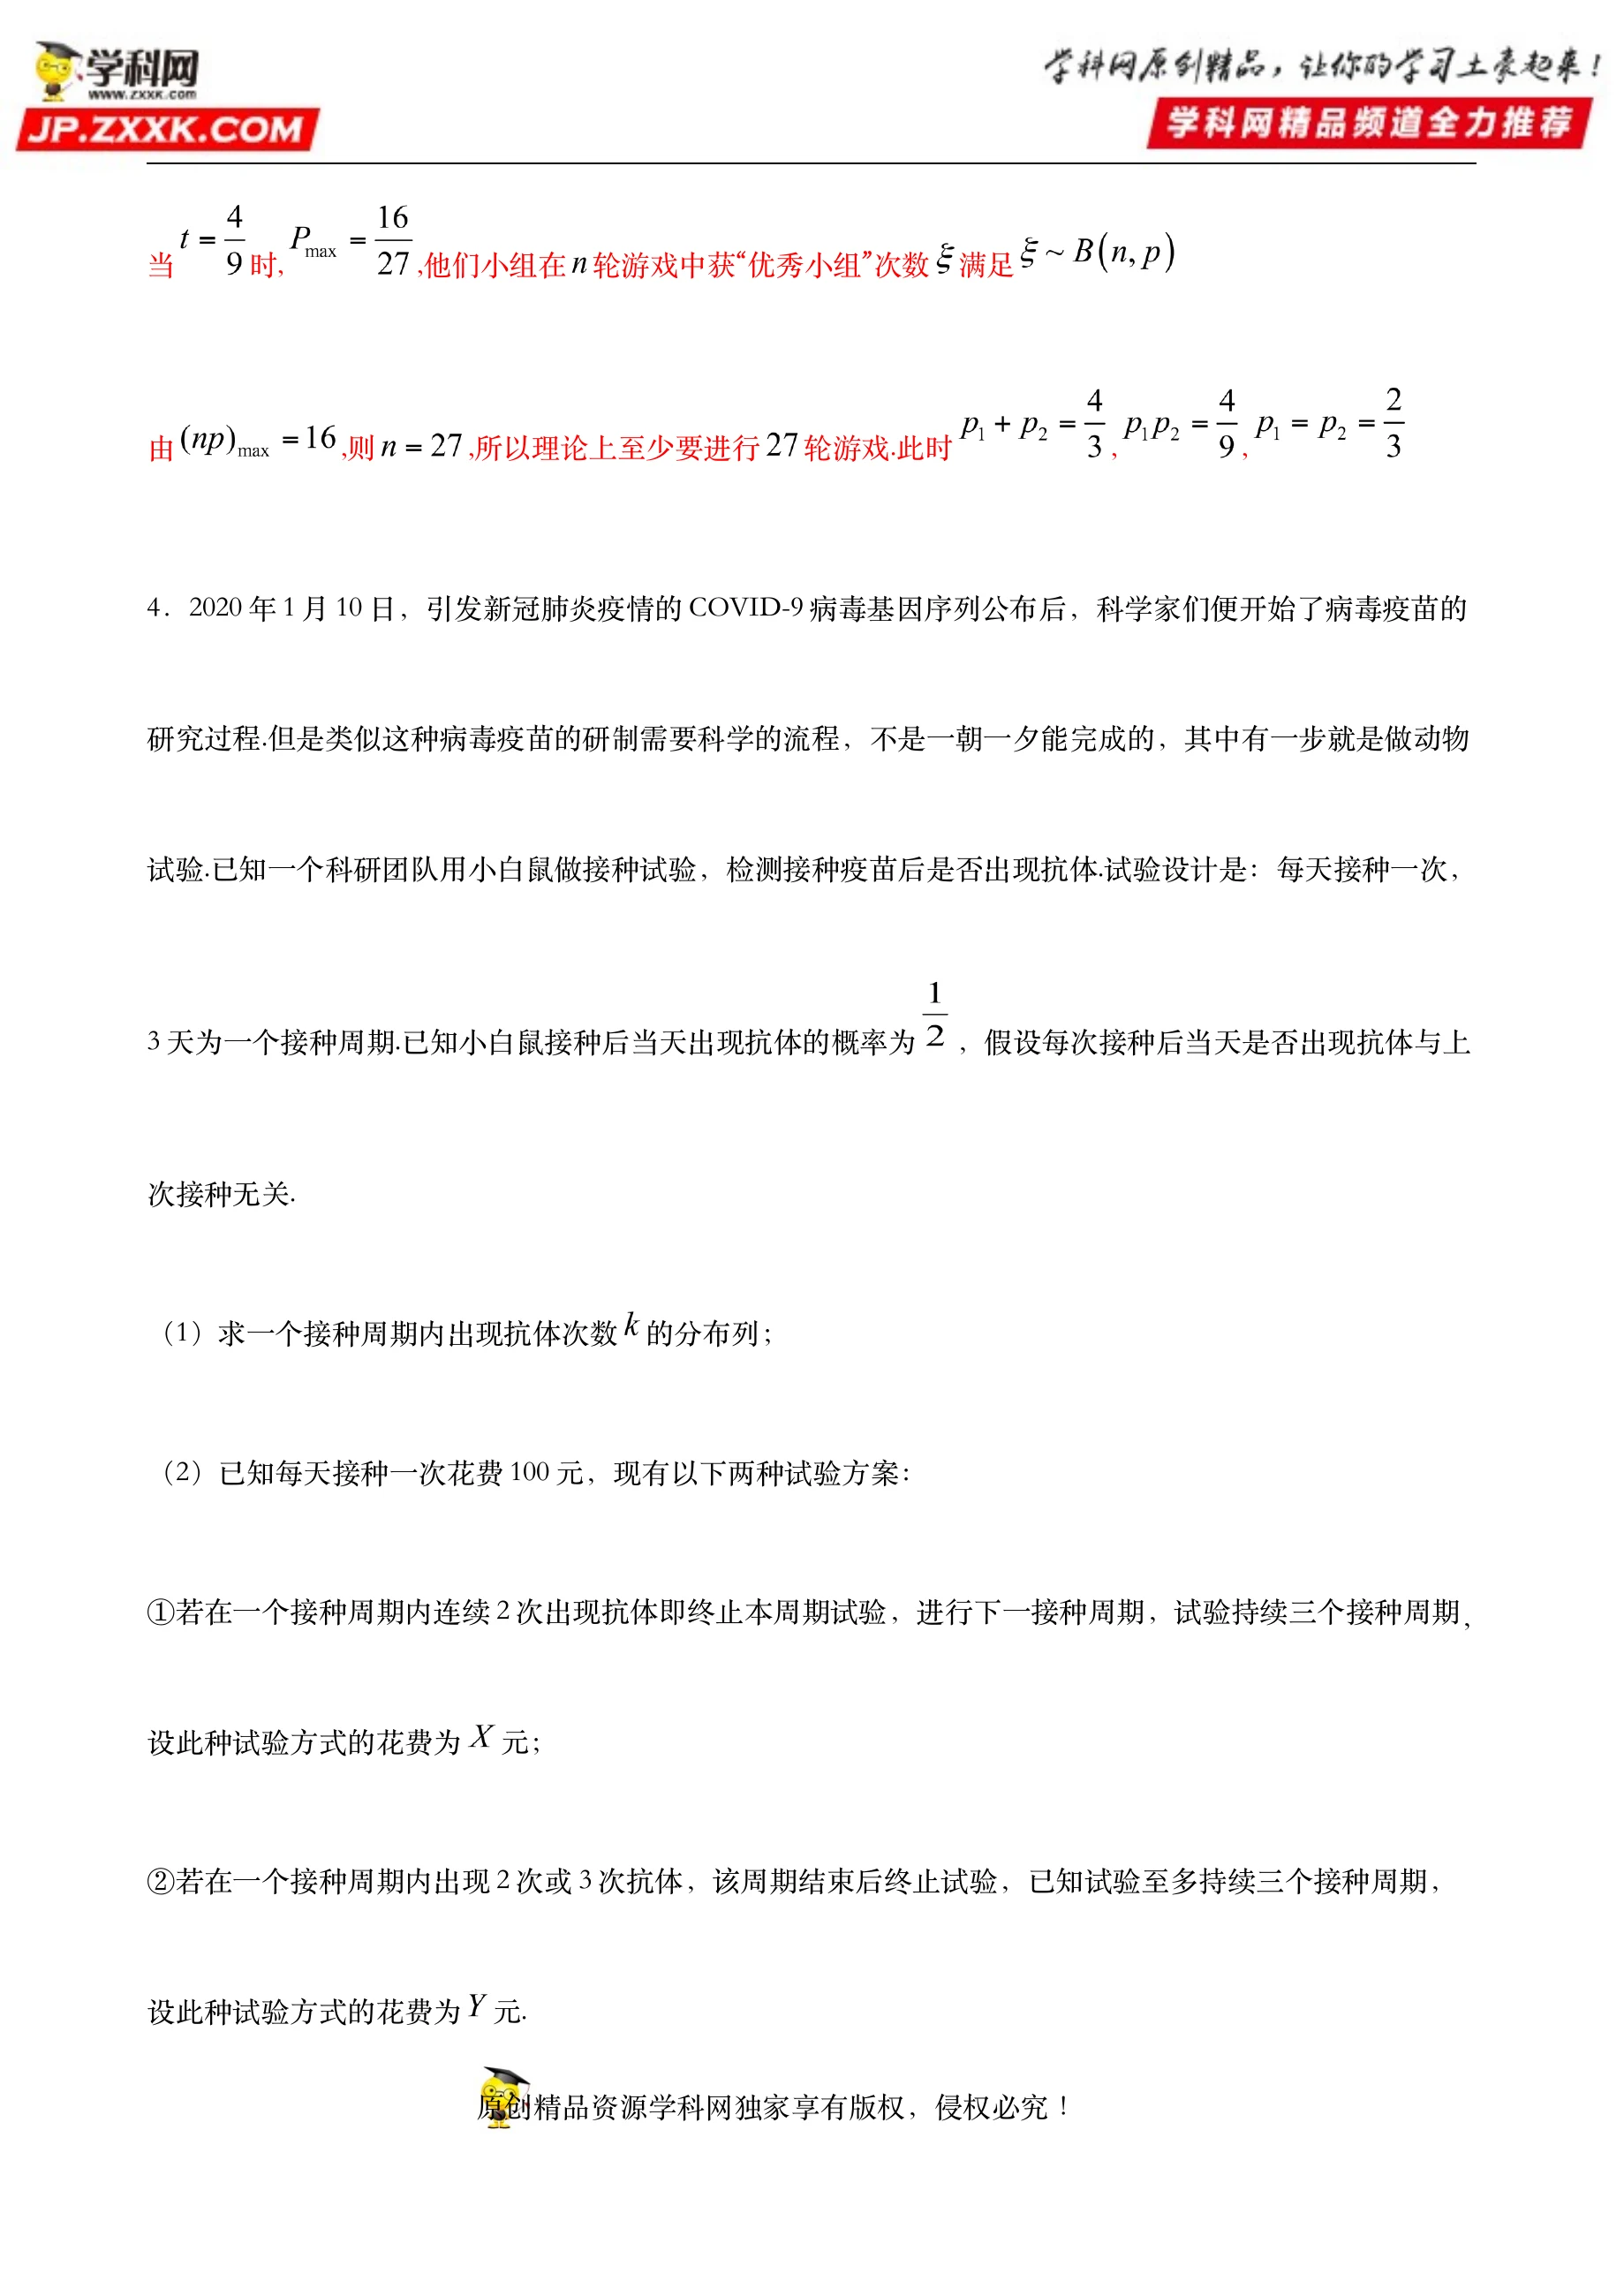 学科网
www.zxxk.com
JP.ZXXK.COM
学科网原创精品，让你的学习土豪起来！
学科网精品频道全力推荐
当 t = 4/9 时, Pmax = 16/27 ,他们小组在 n 轮游戏中获“优秀小组”次数 ξ 满足 ξ ~ B(n, p)
由 (np)max = 16 ,则 n = 27 ,所以理论上至少要进行 27 轮游戏.此时 p₁ + p₂ = 4/3 , p₁p₂ = 4/9 , p₁ = p₂ = 2/3
4．2020 年 1 月 10 日，引发新冠肺炎疫情的 COVID-9 病毒基因序列公布后，科学家们便开始了病毒疫苗的
研究过程.但是类似这种病毒疫苗的研制需要科学的流程，不是一朝一夕能完成的，其中有一步就是做动物
试验.已知一个科研团队用小白鼠做接种试验，检测接种疫苗后是否出现抗体.试验设计是：每天接种一次，
3 天为一个接种周期.已知小白鼠接种后当天出现抗体的概率为 1/2 ，假设每次接种后当天是否出现抗体与上
次接种无关.
（1）求一个接种周期内出现抗体次数 k 的分布列；
（2）已知每天接种一次花费 100 元，现有以下两种试验方案：
①若在一个接种周期内连续 2 次出现抗体即终止本周期试验，进行下一接种周期，试验持续三个接种周期，
设此种试验方式的花费为 X 元；
②若在一个接种周期内出现 2 次或 3 次抗体，该周期结束后终止试验，已知试验至多持续三个接种周期，
设此种试验方式的花费为 Y 元.
原创精品资源学科网独家享有版权，侵权必究！